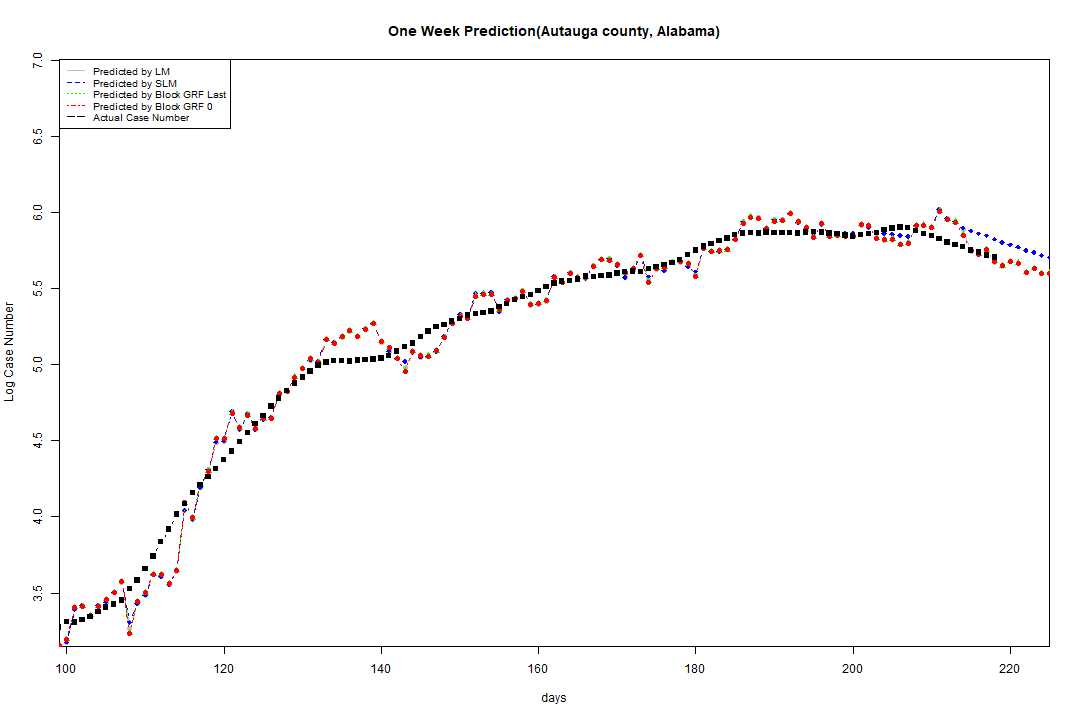 One Week Prediction(Autauga county, Alabama)
Predicted by LM
Predicted by SLM
Predicted by Block GRF Last
Predicted by Block GRF 0
Actual Case Number
7.0
6.5
6.0
5.5
5.0
4.5
4.0
3.5
Log Case Number
100 120 140 160 180 200 220
days